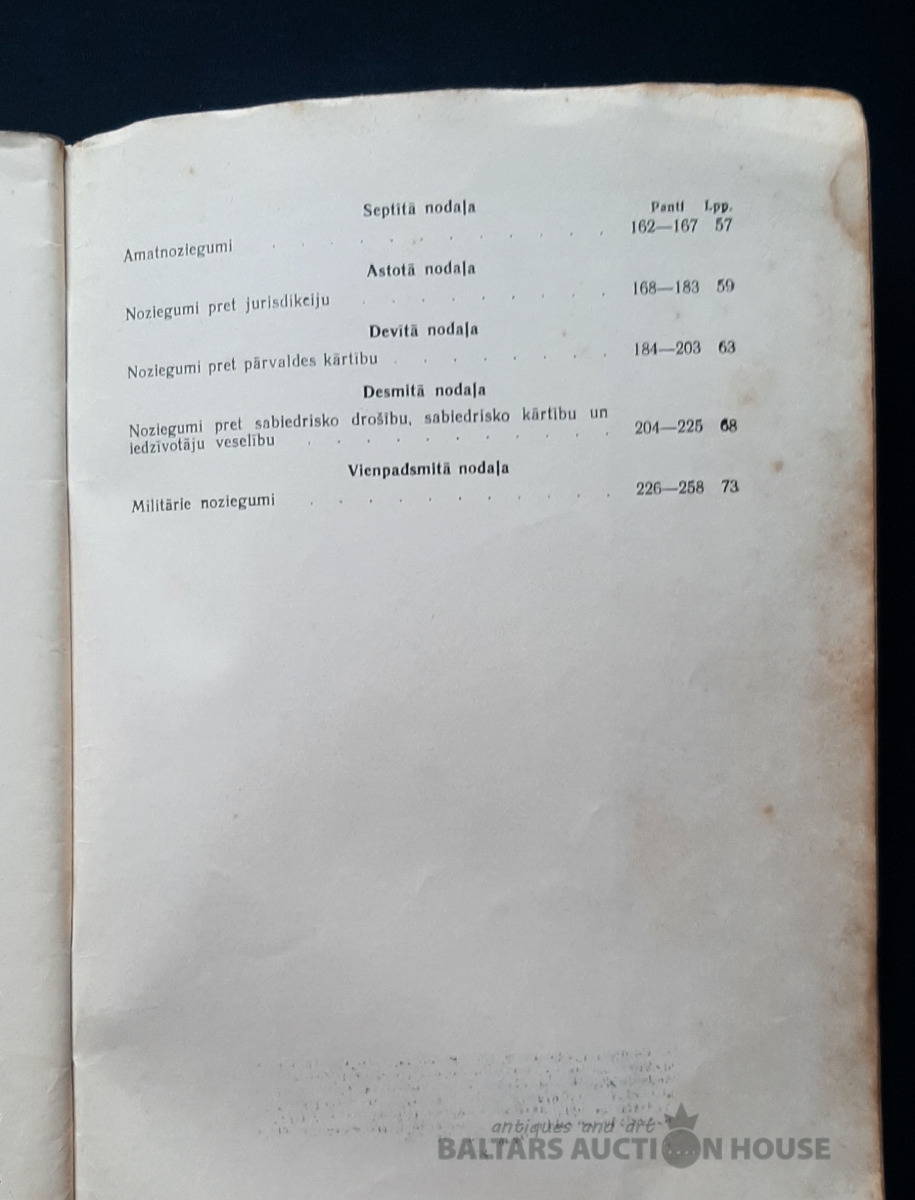 Septītā nodaļa
Panti Lpp.
Amatnoziegumi . . . . . . . . . . . . 162—167 57
Astotā nodaļa
Noziegumi pret jurisdikciju . . . . . . . . . 168—183 59
Devītā nodaļa
Noziegumi pret pārvaldes kārtību . . . . . . . . 184—203 63
Desmitā nodaļa
Noziegumi pret sabiedrisko drošību, sabiedrisko kārtību un
iedzīvotāju veselību . . . . . . . . . . . 204—225 68
Vienpadsmitā nodaļa
Militārie noziegumi . . . . . . . . . . . 226—258 73
antiques and art
BALTARS AUCTION HOUSE